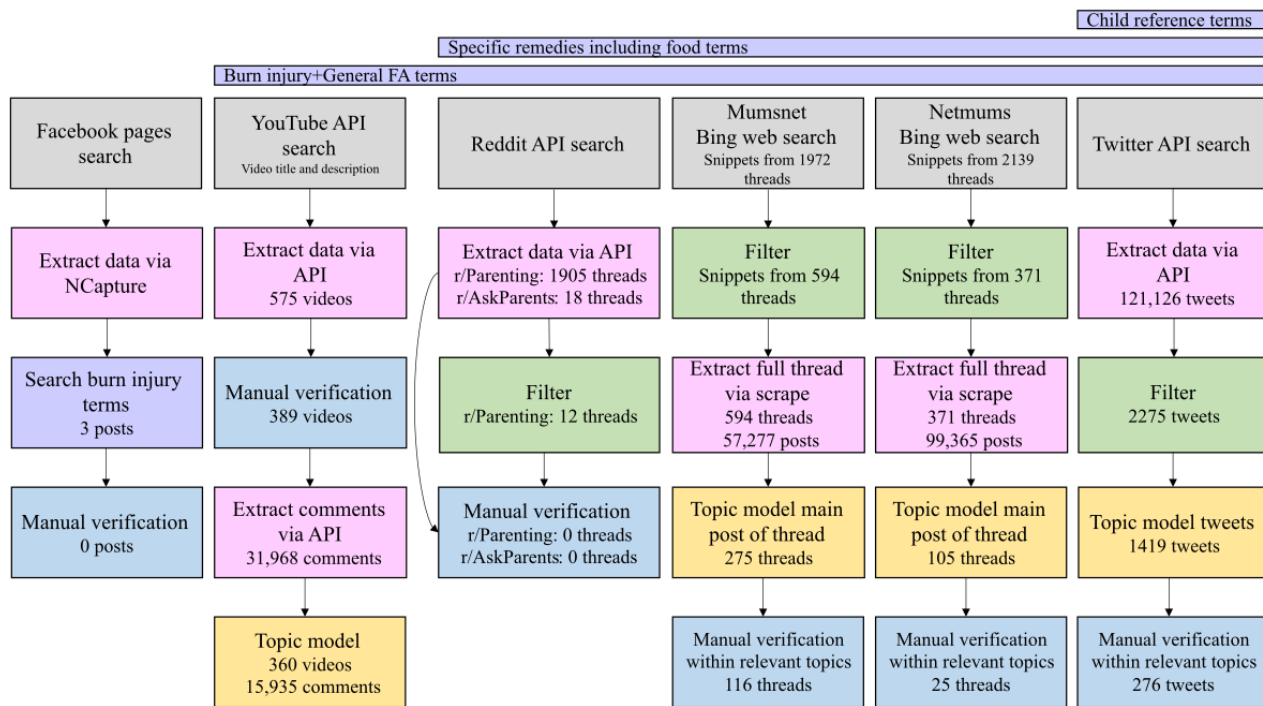 Child reference terms
Specific remedies including food terms
Burn injury+General FA terms
Facebook pages
search
YouTube API
search
Video title and description
Reddit API search
Mumsnet
Bing web search
Snippets from 1972
threads
Netmums
Bing web search
Snippets from 2139
threads
Twitter API search
Extract data via
NCapture
Extract data via
API
575 videos
Extract data via API
r/Parenting: 1905 threads
r/AskParents: 18 threads
Filter
Snippets from 594
threads
Filter
Snippets from 371
threads
Extract data via
API
121,126 tweets
Search burn injury
terms
3 posts
Manual verification
389 videos
Filter
r/Parenting: 12 threads
Extract full thread
via scrape
594 threads
57,277 posts
Extract full thread
via scrape
371 threads
99,365 posts
Filter
2275 tweets
Manual verification
0 posts
Extract comments
via API
31,968 comments
Manual verification
r/Parenting: 0 threads
r/AskParents: 0 threads
Topic model main
post of thread
275 threads
Topic model main
post of thread
105 threads
Topic model tweets
1419 tweets
Topic model
360 videos
15,935 comments
Manual verification
within relevant topics
116 threads
Manual verification
within relevant topics
25 threads
Manual verification
within relevant topics
276 tweets